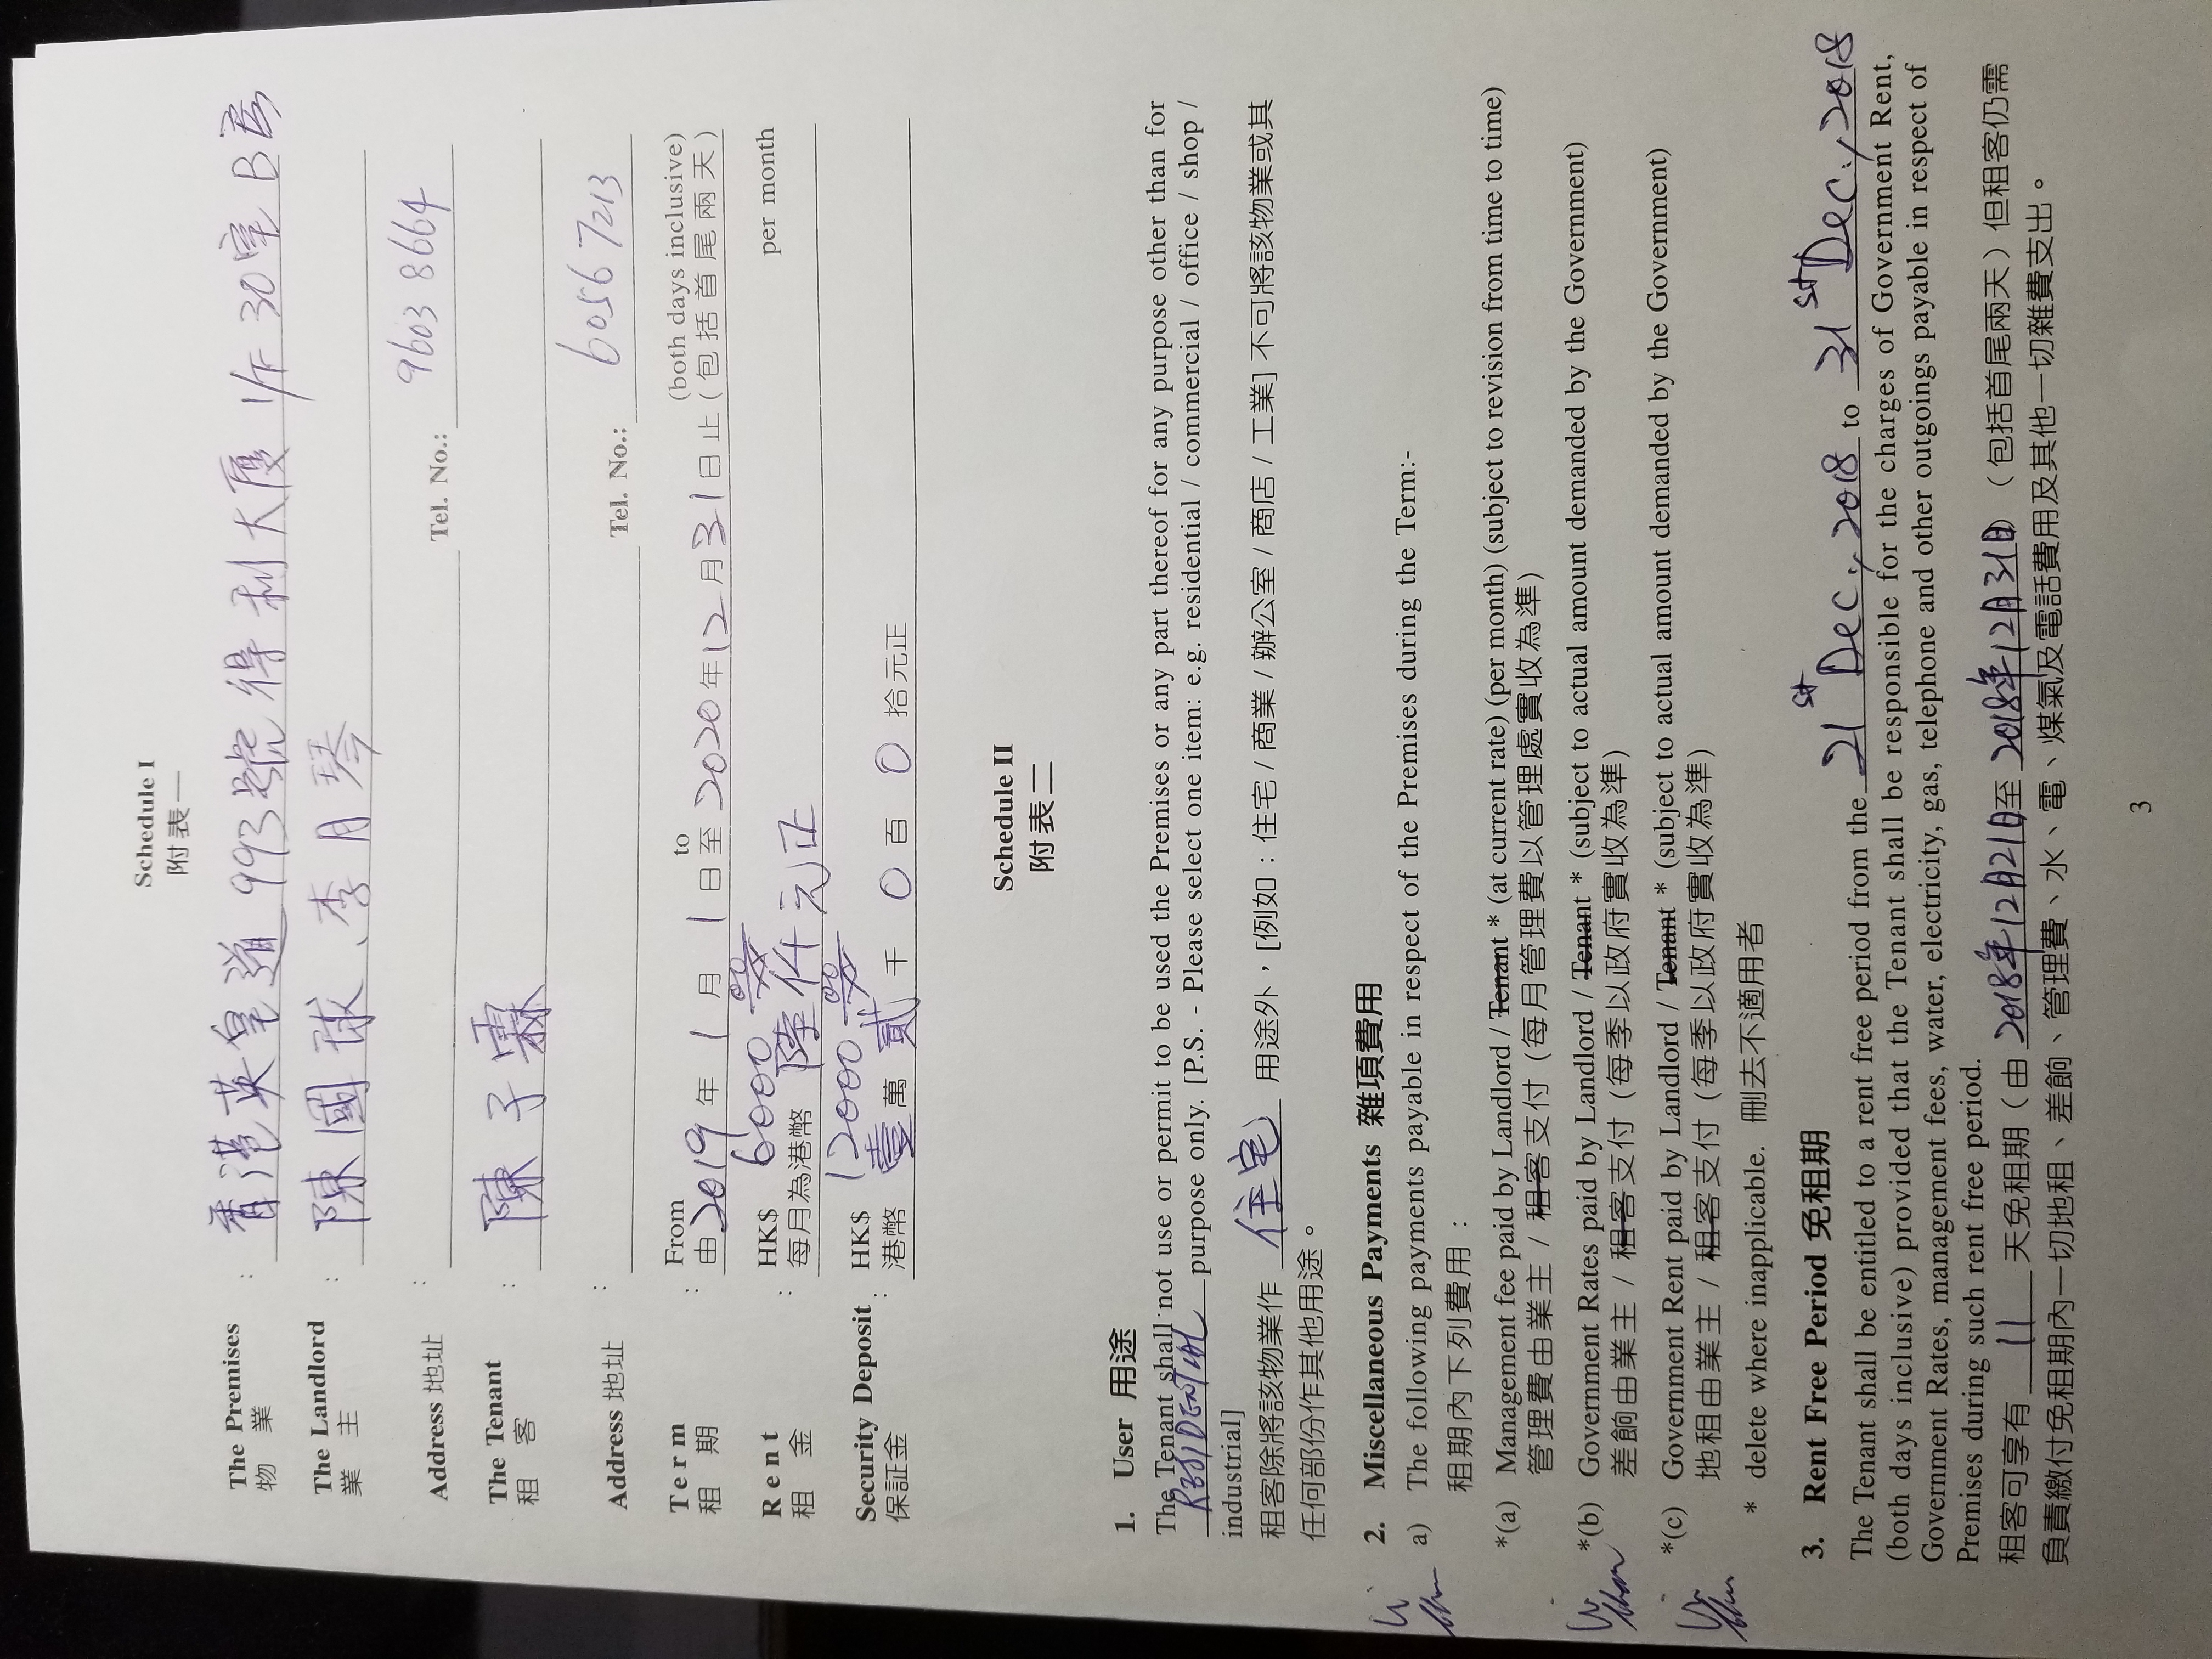 Schedule I
附表一
The Premises : 香港英皇道993號得利大廈 1/F 30室 B房
物業
The Landlord : 陳國球、李月琴
業主
Address 地址 : Tel. No.: 9603 8664
The Tenant : 陳子霖
租客
Address 地址 : Tel. No.: 6056 7213
Term : From to (both days inclusive)
租期 由2019年1月1日至2020年12月31日止(包括首尾兩天)
Rent : HK$ 6000 per month
租金 每月為港幣 陸仟元正
Security Deposit : HK$ 12000
保証金 港幣 壹萬貳千0百0拾元正
Schedule II
附表二
1. User 用途
The Tenant shall not use or permit to be used the Premises or any part thereof for any purpose other than for
RESIDENTIAL purpose only. [P.S. - Please select one item: e.g. residential / commercial / office / shop /
industrial]
租客除將該物業作 住宅 用途外，[例如：住宅 / 商業 / 辦公室 / 商店 / 工業] 不可將該物業或其
任何部份作其他用途。
2. Miscellaneous Payments 雜項費用
a) The following payments payable in respect of the Premises during the Term:-
租期內下列費用：
*(a) Management fee paid by Landlord / Tenant * (at current rate) (per month) (subject to revision from time to time)
管理費由業主 / 租客支付 (每月管理費以管理處實收為準)
*(b) Government Rates paid by Landlord / Tenant * (subject to actual amount demanded by the Government)
差餉由業主 / 租客支付 (每季以政府實收為準)
*(c) Government Rent paid by Landlord / Tenant * (subject to actual amount demanded by the Government)
地租由業主 / 租客支付 (每季以政府實收為準)
* delete where inapplicable. 刪去不適用者
3. Rent Free Period 免租期
The Tenant shall be entitled to a rent free period from the 21st Dec., 2018 to 31st Dec., 2018
(both days inclusive) provided that the Tenant shall be responsible for the charges of Government Rent,
Government Rates, management fees, water, electricity, gas, telephone and other outgoings payable in respect of
Premises during such rent free period.
租客可享有 11 天免租期（由 2018年12月21日至 2018年12月31日）（包括首尾兩天）但租客仍需
負責繳付免租期內一切地租、差餉、管理費、水、電、煤氣及電話費用及其他一切雜費支出。
3